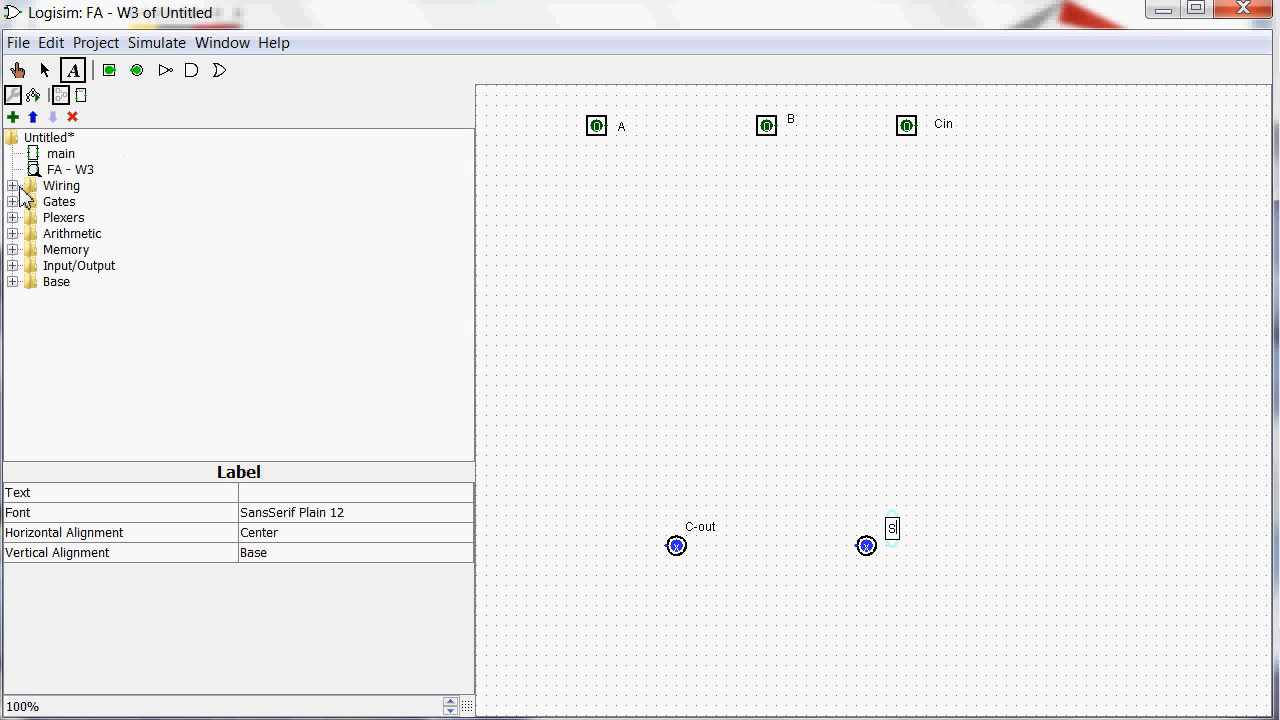 Logisim: FA - W3 of Untitled
File Edit Project Simulate Window Help
A
Untitled*
main
FA - W3
Wiring
Gates
Plexers
Arithmetic
Memory
Input/Output
Base
Label
Text
Font SansSerif Plain 12
Horizontal Alignment Center
Vertical Alignment Base
100%
A B Cin
C-out S